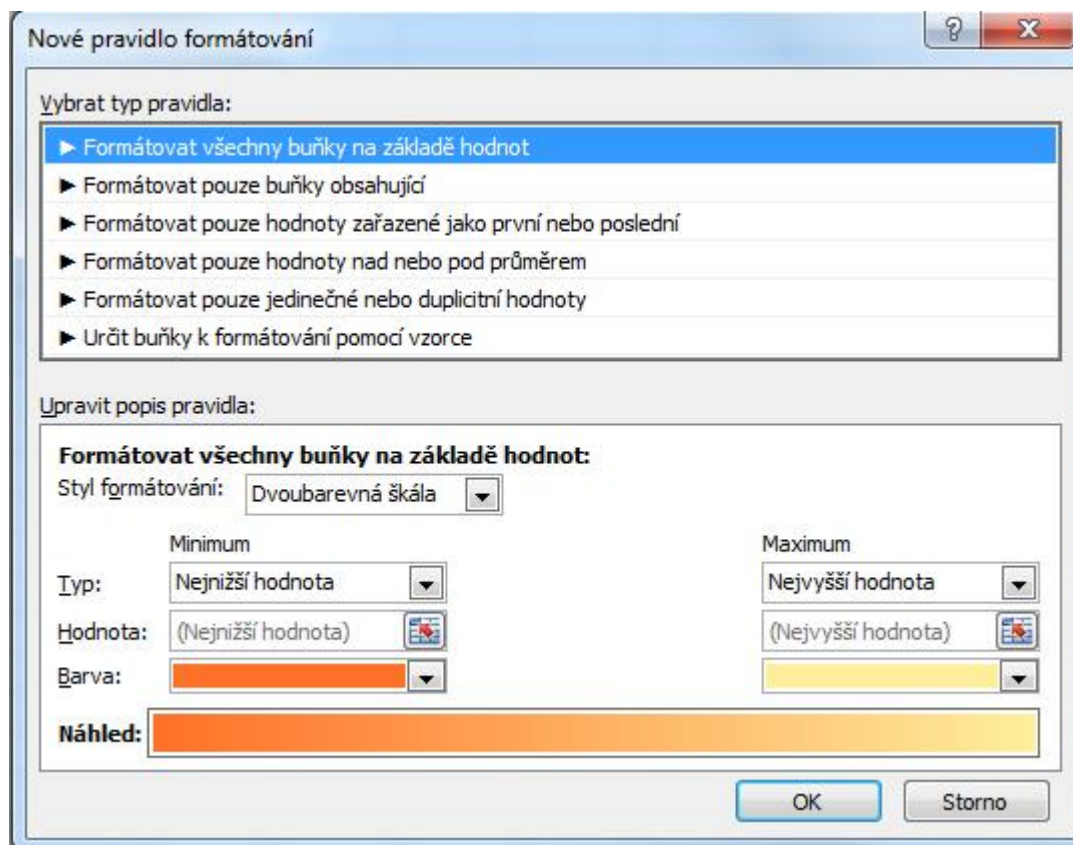 Nové pravidlo formátování
Vybrat typ pravidla:
► Formátovat všechny buňky na základě hodnot
► Formátovat pouze buňky obsahující
► Formátovat pouze hodnoty zařazené jako první nebo poslední
► Formátovat pouze hodnoty nad nebo pod průměrem
► Formátovat pouze jedinečné nebo duplicitní hodnoty
► Určit buňky k formátování pomocí vzorce
Upravit popis pravidla:
Formátovat všechny buňky na základě hodnot:
Styl formátování: Dvoubarevná škála
Minimum Maximum
Typ: Nejnižší hodnota Nejvyšší hodnota
Hodnota: (Nejnižší hodnota) (Nejvyšší hodnota)
Barva:
Náhled:
OK Storno